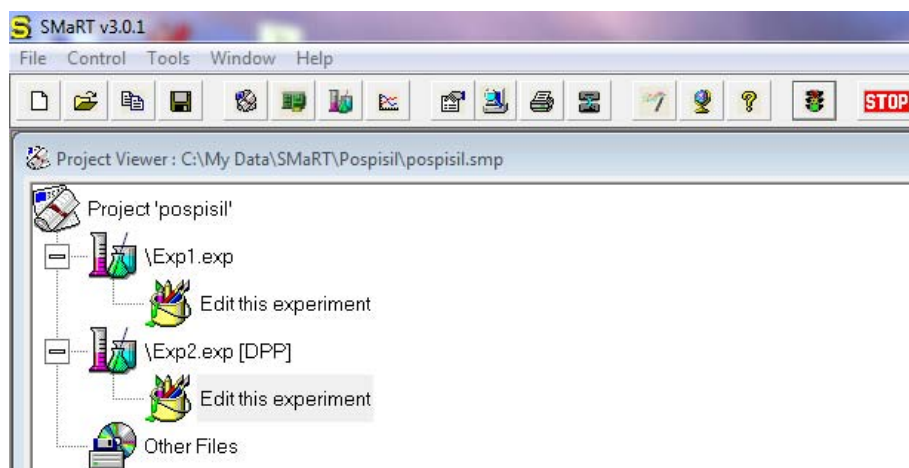 SMaRT v3.0.1
File Control Tools Window Help
STOP
Project Viewer : C:\My Data\SMaRT\Pospisil\pospisil.smp
Project 'pospisil'
\Exp1.exp
Edit this experiment
\Exp2.exp [DPP]
Edit this experiment
Other Files